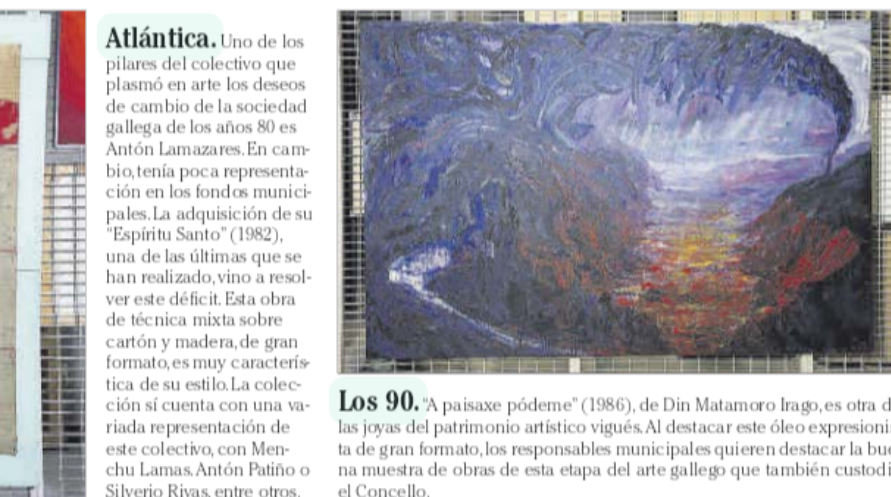 Atlántica. Uno de los
pilares del colectivo que
plasmó en arte los deseos
de cambio de la sociedad
gallega de los años 80 es
Antón Lamazares. En cam-
bio, tenía poca representa-
ción en los fondos munici-
pales. La adquisición de su
“Espíritu Santo” (1982),
una de las últimas que se
han realizado, vino a resol-
ver este déficit. Esta obra
de técnica mixta sobre
cartón y madera, de gran
formato, es muy caracterís-
tica de su estilo. La colec-
ción sí cuenta con una va-
riada representación de
este colectivo, con Men-
chu Lamas, Antón Patiño o
Silverio Rivas, entre otros.
Los 90. “A paisaxe pódeme” (1986), de Din Matamoro Irago, es otra d
las joyas del patrimonio artístico vigués. Al destacar este óleo expresionis
ta de gran formato, los responsables municipales quieren destacar la bue
na muestra de obras de esta etapa del arte gallego que también custodi
el Concello.